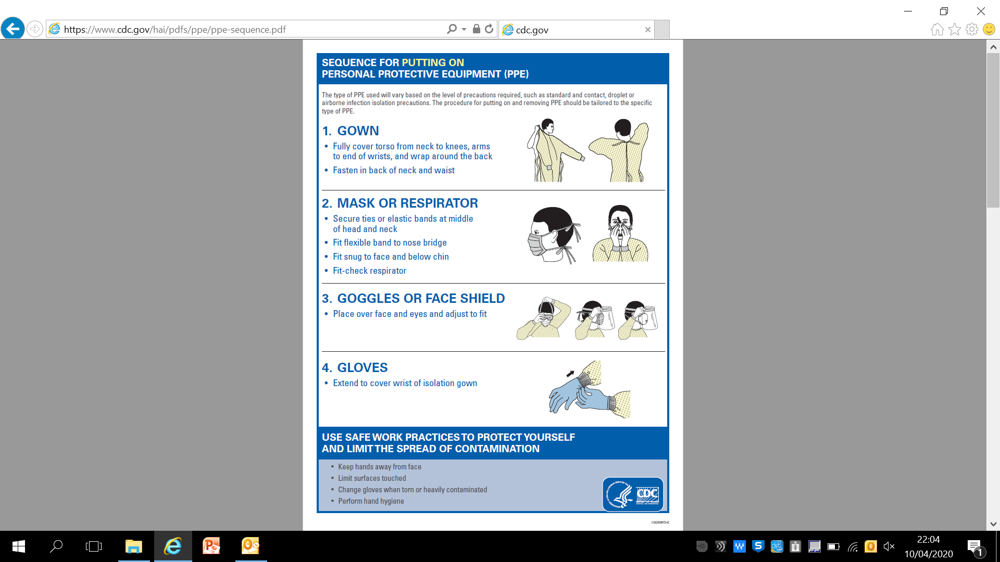 https://www.cdc.gov/hai/pdfs/ppe/ppe-sequence.pdf
cdc.gov
SEQUENCE FOR PUTTING ON
PERSONAL PROTECTIVE EQUIPMENT (PPE)
The type of PPE used will vary based on the level of precautions required, such as standard and contact, droplet or
airborne infection isolation precautions. The procedure for putting on and removing PPE should be tailored to the specific
type of PPE.
1. GOWN
• Fully cover torso from neck to knees, arms
to end of wrists, and wrap around the back
• Fasten in back of neck and waist
2. MASK OR RESPIRATOR
• Secure ties or elastic bands at middle
of head and neck
• Fit flexible band to nose bridge
• Fit snug to face and below chin
• Fit-check respirator
3. GOGGLES OR FACE SHIELD
• Place over face and eyes and adjust to fit
4. GLOVES
• Extend to cover wrist of isolation gown
USE SAFE WORK PRACTICES TO PROTECT YOURSELF
AND LIMIT THE SPREAD OF CONTAMINATION
• Keep hands away from face
• Limit surfaces touched
• Change gloves when torn or heavily contaminated
• Perform hand hygiene
CDC
CS250672-E
22:04
10/04/2020
1